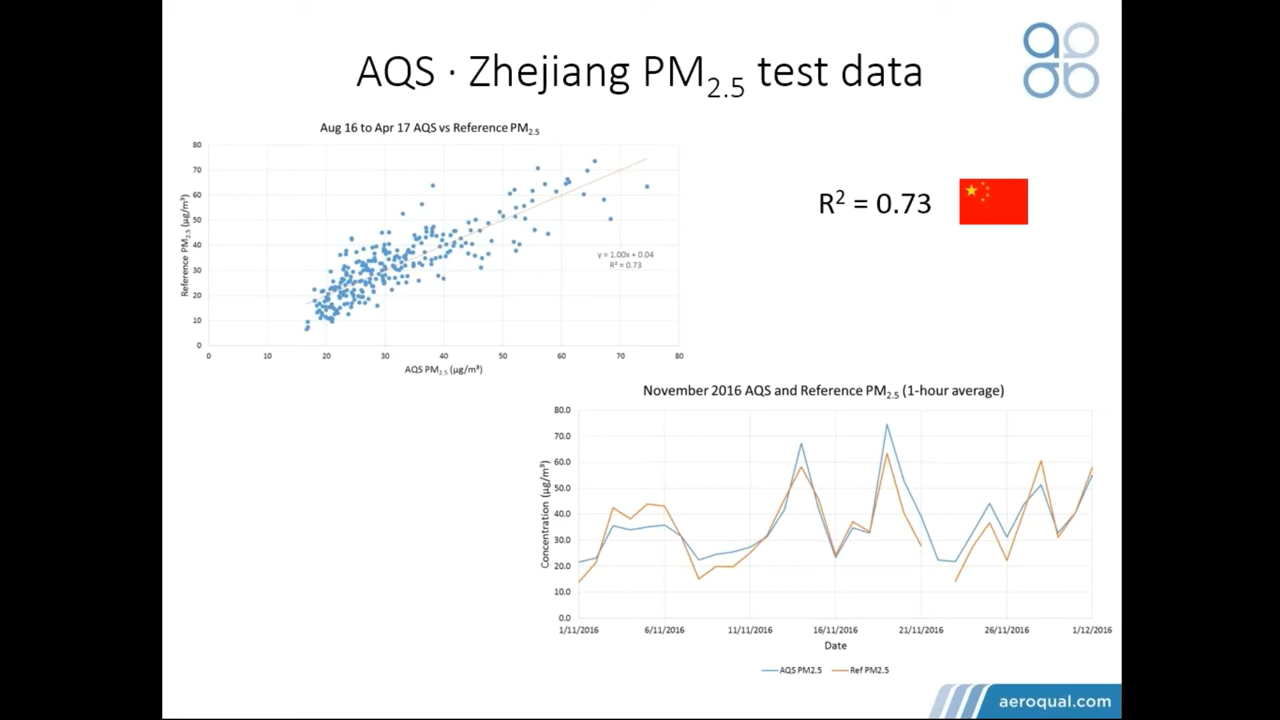 AQS · Zhejiang PM2.5 test data
Aug 16 to Apr 17 AQS vs Reference PM2.5
80
70
60
50
40
30
20
10
0
Reference PM2.5 (µg/m³)
y = 1.00x + 0.04
R² = 0.73
0 10 20 30 40 50 60 70 80
AQS PM2.5 (µg/m³)
R² = 0.73
November 2016 AQS and Reference PM2.5 (1-hour average)
80.0
70.0
60.0
50.0
40.0
30.0
20.0
10.0
0.0
Concentration (µg/m³)
1/11/2016 6/11/2016 11/11/2016 16/11/2016 21/11/2016 26/11/2016 1/12/2016
Date
AQS PM2.5 Ref PM2.5
aeroqual.com